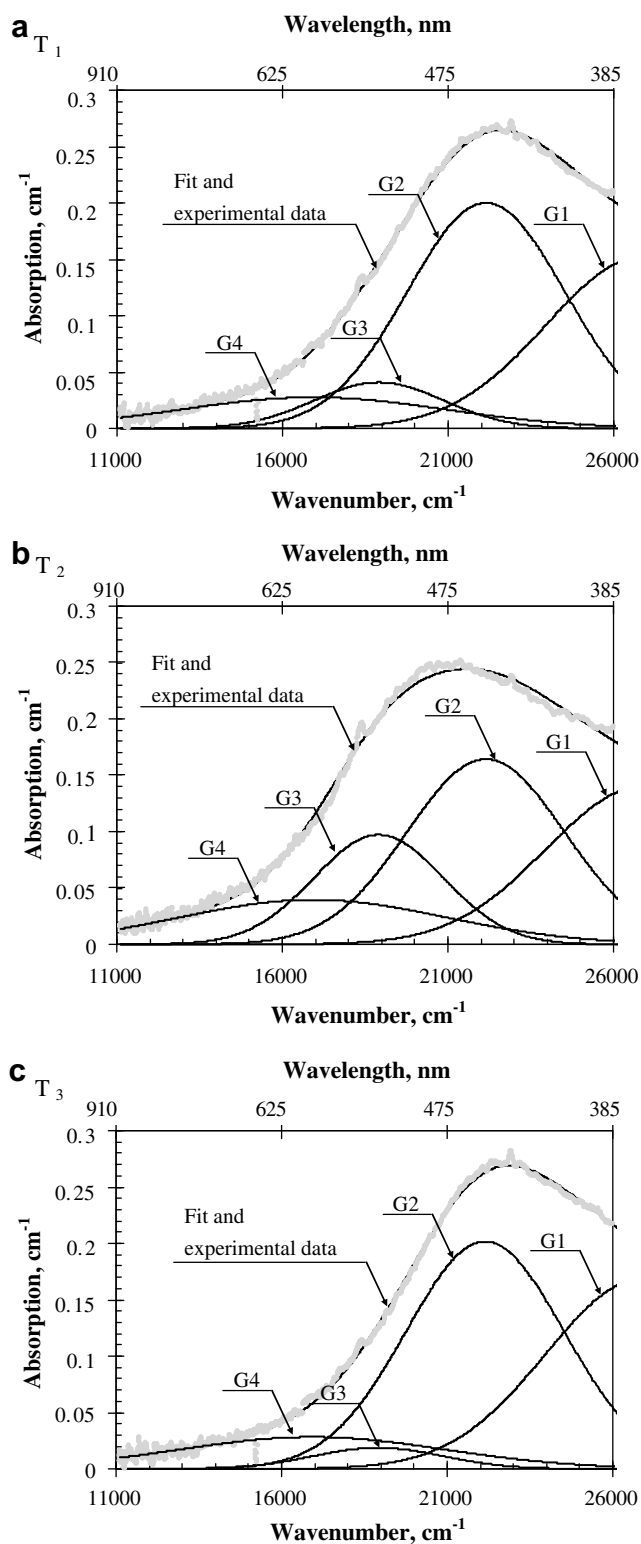 a
T 1
Wavelength, nm
910 625 475 385
0.3
0.25
0.2
0.15
0.1
0.05
0
Absorption, cm-1
Fit and
experimental data
G2
G1
G3
G4
11000 16000 21000 26000
Wavenumber, cm-1
b
T 2
Wavelength, nm
910 625 475 385
0.3
0.25
0.2
0.15
0.1
0.05
0
Absorption, cm-1
Fit and
experimental data
G2
G1
G3
G4
11000 16000 21000 26000
Wavenumber, cm-1
c
T 3
Wavelength, nm
910 625 475 385
0.3
0.25
0.2
0.15
0.1
0.05
0
Absorption, cm-1
Fit and
experimental data
G2
G1
G4
G3
11000 16000 21000 26000
Wavenumber, cm-1